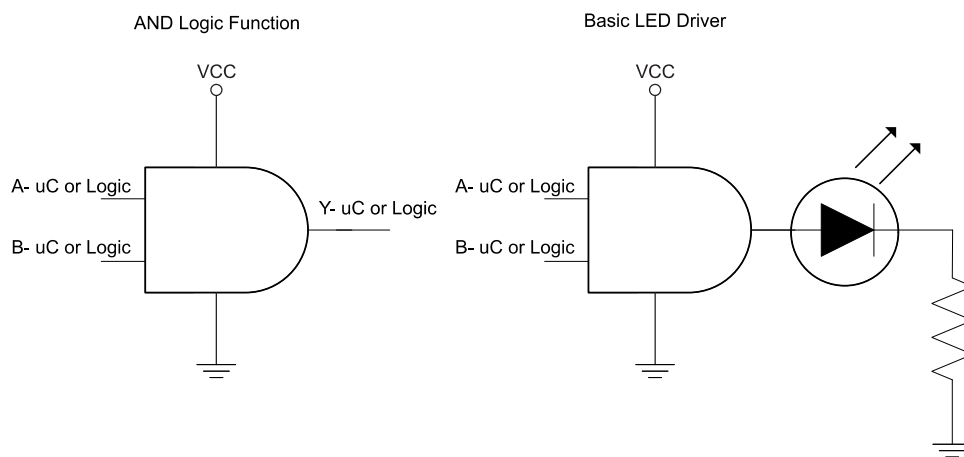 AND Logic Function
Basic LED Driver
VCC
VCC
A- uC or Logic
Y- uC or Logic
B- uC or Logic
A- uC or Logic
B- uC or Logic